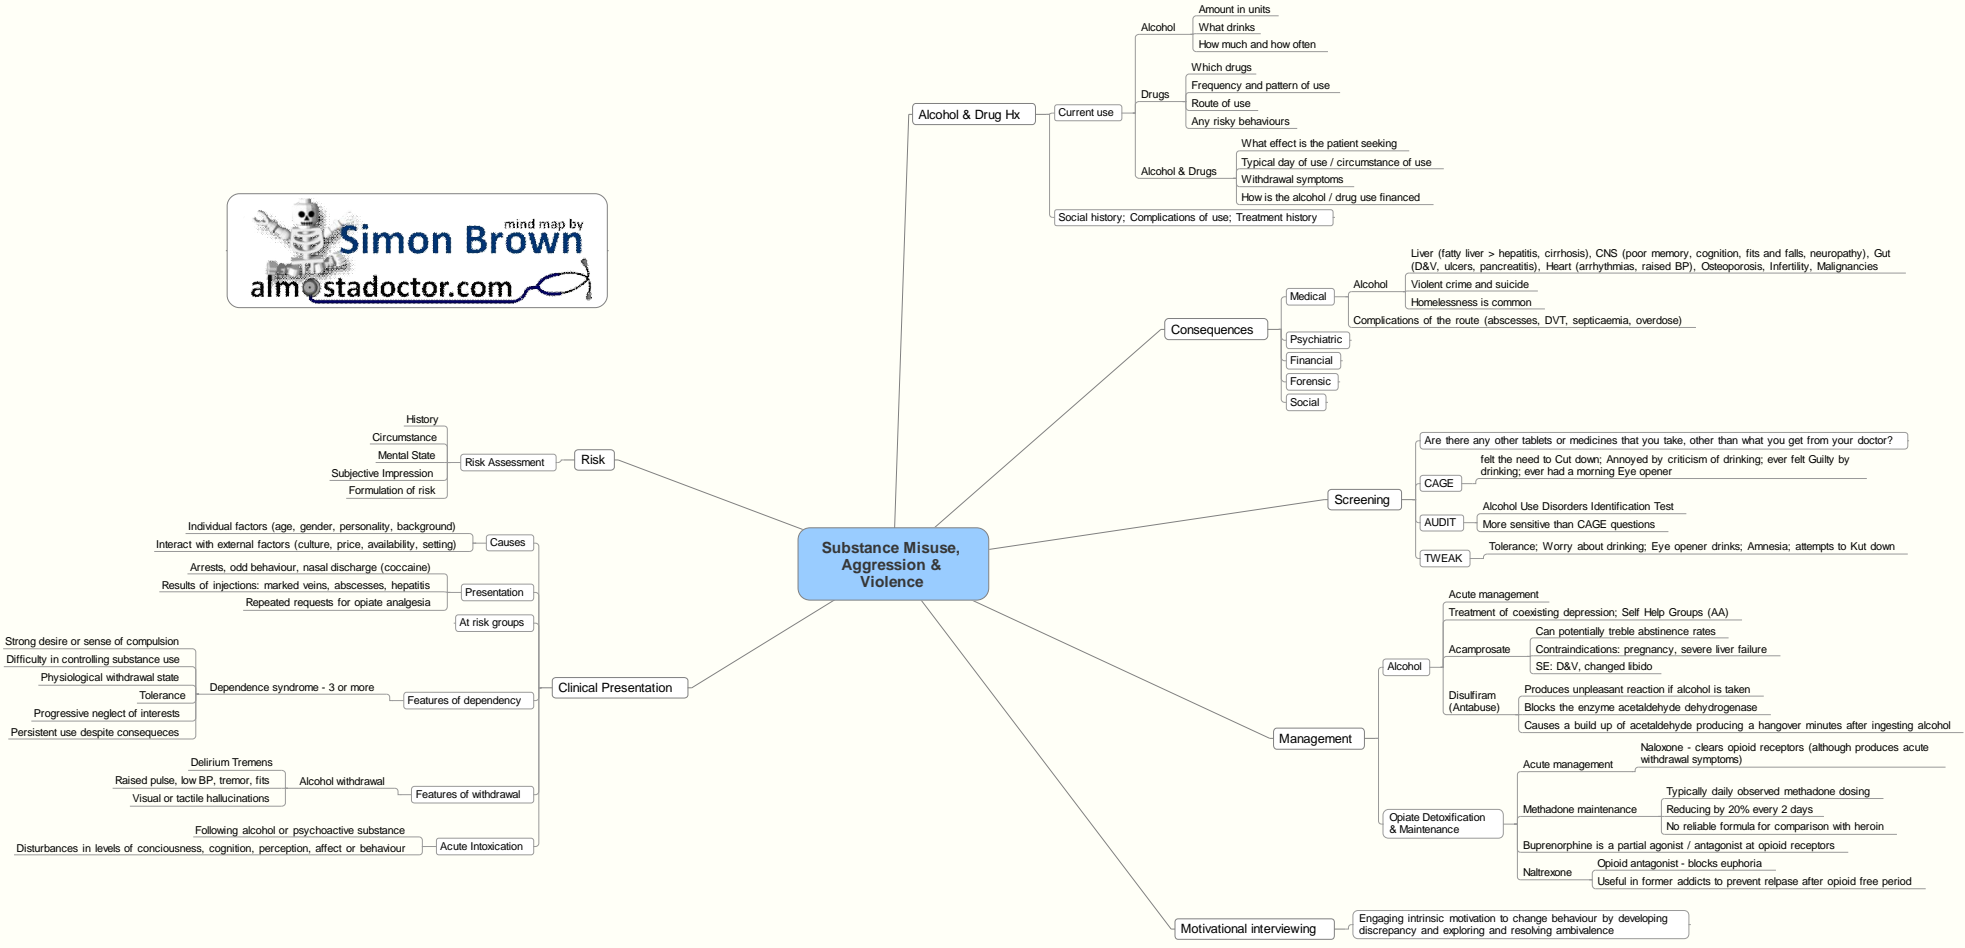 Substance Misuse,
Aggression &
Violence
Alcohol & Drug Hx
Current use
Alcohol
Amount in units
What drinks
How much and how often
Drugs
Which drugs
Frequency and pattern of use
Route of use
Any risky behaviours
Alcohol & Drugs
What effect is the patient seeking
Typical day of use / circumstance of use
Withdrawal symptoms
How is the alcohol / drug use financed
Social history; Complications of use; Treatment history
mind map by
Simon Brown
almostadoctor.com
Consequences
Medical
Alcohol
Liver (fatty liver > hepatitis, cirrhosis), CNS (poor memory, cognition, fits and falls, neuropathy), Gut
(D&V, ulcers, pancreatitis), Heart (arrhythmias, raised BP), Osteoporosis, Infertility, Malignancies
Violent crime and suicide
Homelessness is common
Complications of the route (abscesses, DVT, septicaemia, overdose)
Psychiatric
Financial
Forensic
Social
Screening
Are there any other tablets or medicines that you take, other than what you get from your doctor?
CAGE
felt the need to Cut down; Annoyed by criticism of drinking; ever felt Guilty by
drinking; ever had a morning Eye opener
AUDIT
Alcohol Use Disorders Identification Test
More sensitive than CAGE questions
TWEAK
Tolerance; Worry about drinking; Eye opener drinks; Amnesia; attempts to Kut down
Management
Alcohol
Acute management
Treatment of coexisting depression; Self Help Groups (AA)
Acamprosate
Can potentially treble abstinence rates
Contraindications: pregnancy, severe liver failure
SE: D&V, changed libido
Disulfiram
(Antabuse)
Produces unpleasant reaction if alcohol is taken
Blocks the enzyme acetaldehyde dehydrogenase
Causes a build up of acetaldehyde producing a hangover minutes after ingesting alcohol
Opiate Detoxification
& Maintenance
Acute management
Naloxone - clears opioid receptors (although produces acute
withdrawal symptoms)
Methadone maintenance
Typically daily observed methadone dosing
Reducing by 20% every 2 days
No reliable formula for comparison with heroin
Buprenorphine is a partial agonist / antagonist at opioid receptors
Naltrexone
Opioid antagonist - blocks euphoria
Useful in former addicts to prevent relpase after opioid free period
Motivational interviewing
Engaging intrinsic motivation to change behaviour by developing
discrepancy and exploring and resolving ambivalence
Risk
Risk Assessment
History
Circumstance
Mental State
Subjective Impression
Formulation of risk
Clinical Presentation
Causes
Individual factors (age, gender, personality, background)
Interact with external factors (culture, price, availability, setting)
Presentation
Arrests, odd behaviour, nasal discharge (coccaine)
Results of injections: marked veins, abscesses, hepatitis
Repeated requests for opiate analgesia
At risk groups
Features of dependency
Dependence syndrome - 3 or more
Strong desire or sense of compulsion
Difficulty in controlling substance use
Physiological withdrawal state
Tolerance
Progressive neglect of interests
Persistent use despite consequeces
Features of withdrawal
Alcohol withdrawal
Delirium Tremens
Raised pulse, low BP, tremor, fits
Visual or tactile hallucinations
Acute Intoxication
Following alcohol or psychoactive substance
Disturbances in levels of conciousness, cognition, perception, affect or behaviour